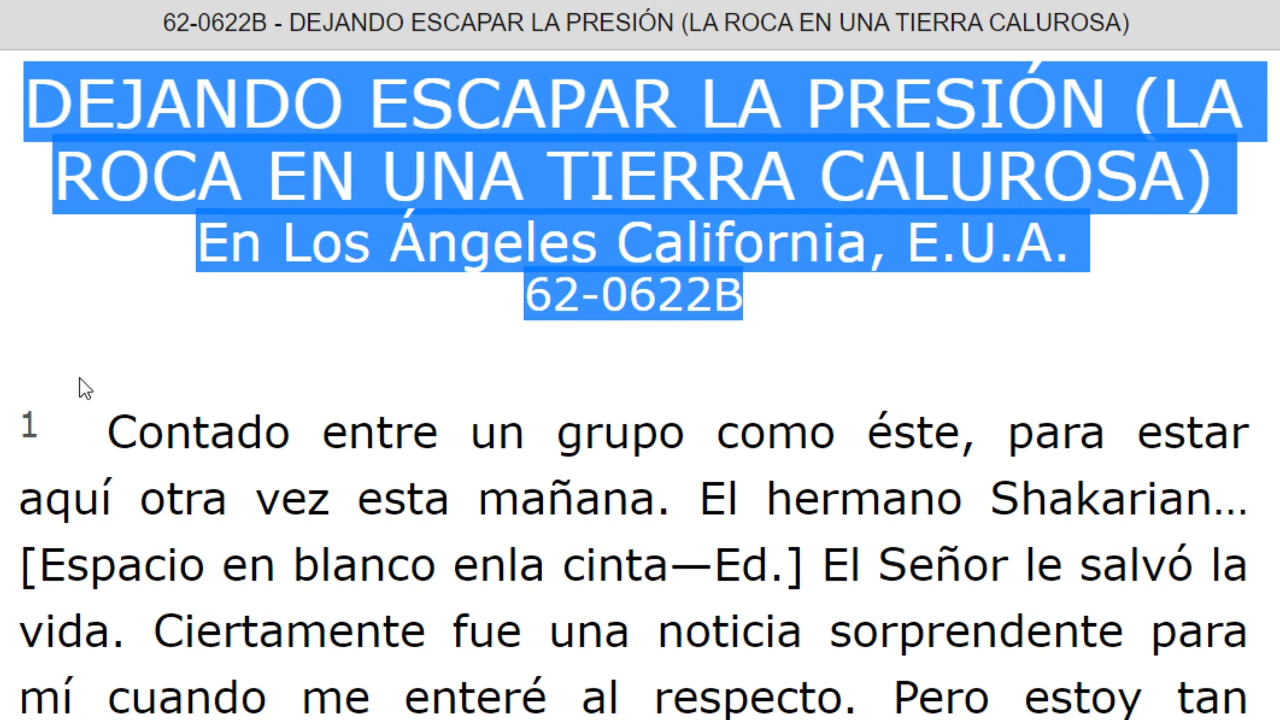 62-0622B - DEJANDO ESCAPAR LA PRESIÓN (LA ROCA EN UNA TIERRA CALUROSA)
DEJANDO ESCAPAR LA PRESIÓN (LA
ROCA EN UNA TIERRA CALUROSA)
En Los Ángeles California, E.U.A.
62-0622B
1 Contado entre un grupo como éste, para estar
aquí otra vez esta mañana. El hermano Shakarian...
[Espacio en blanco enla cinta—Ed.] El Señor le salvó la
vida. Ciertamente fue una noticia sorprendente para
mí cuando me enteré al respecto. Pero estoy tan